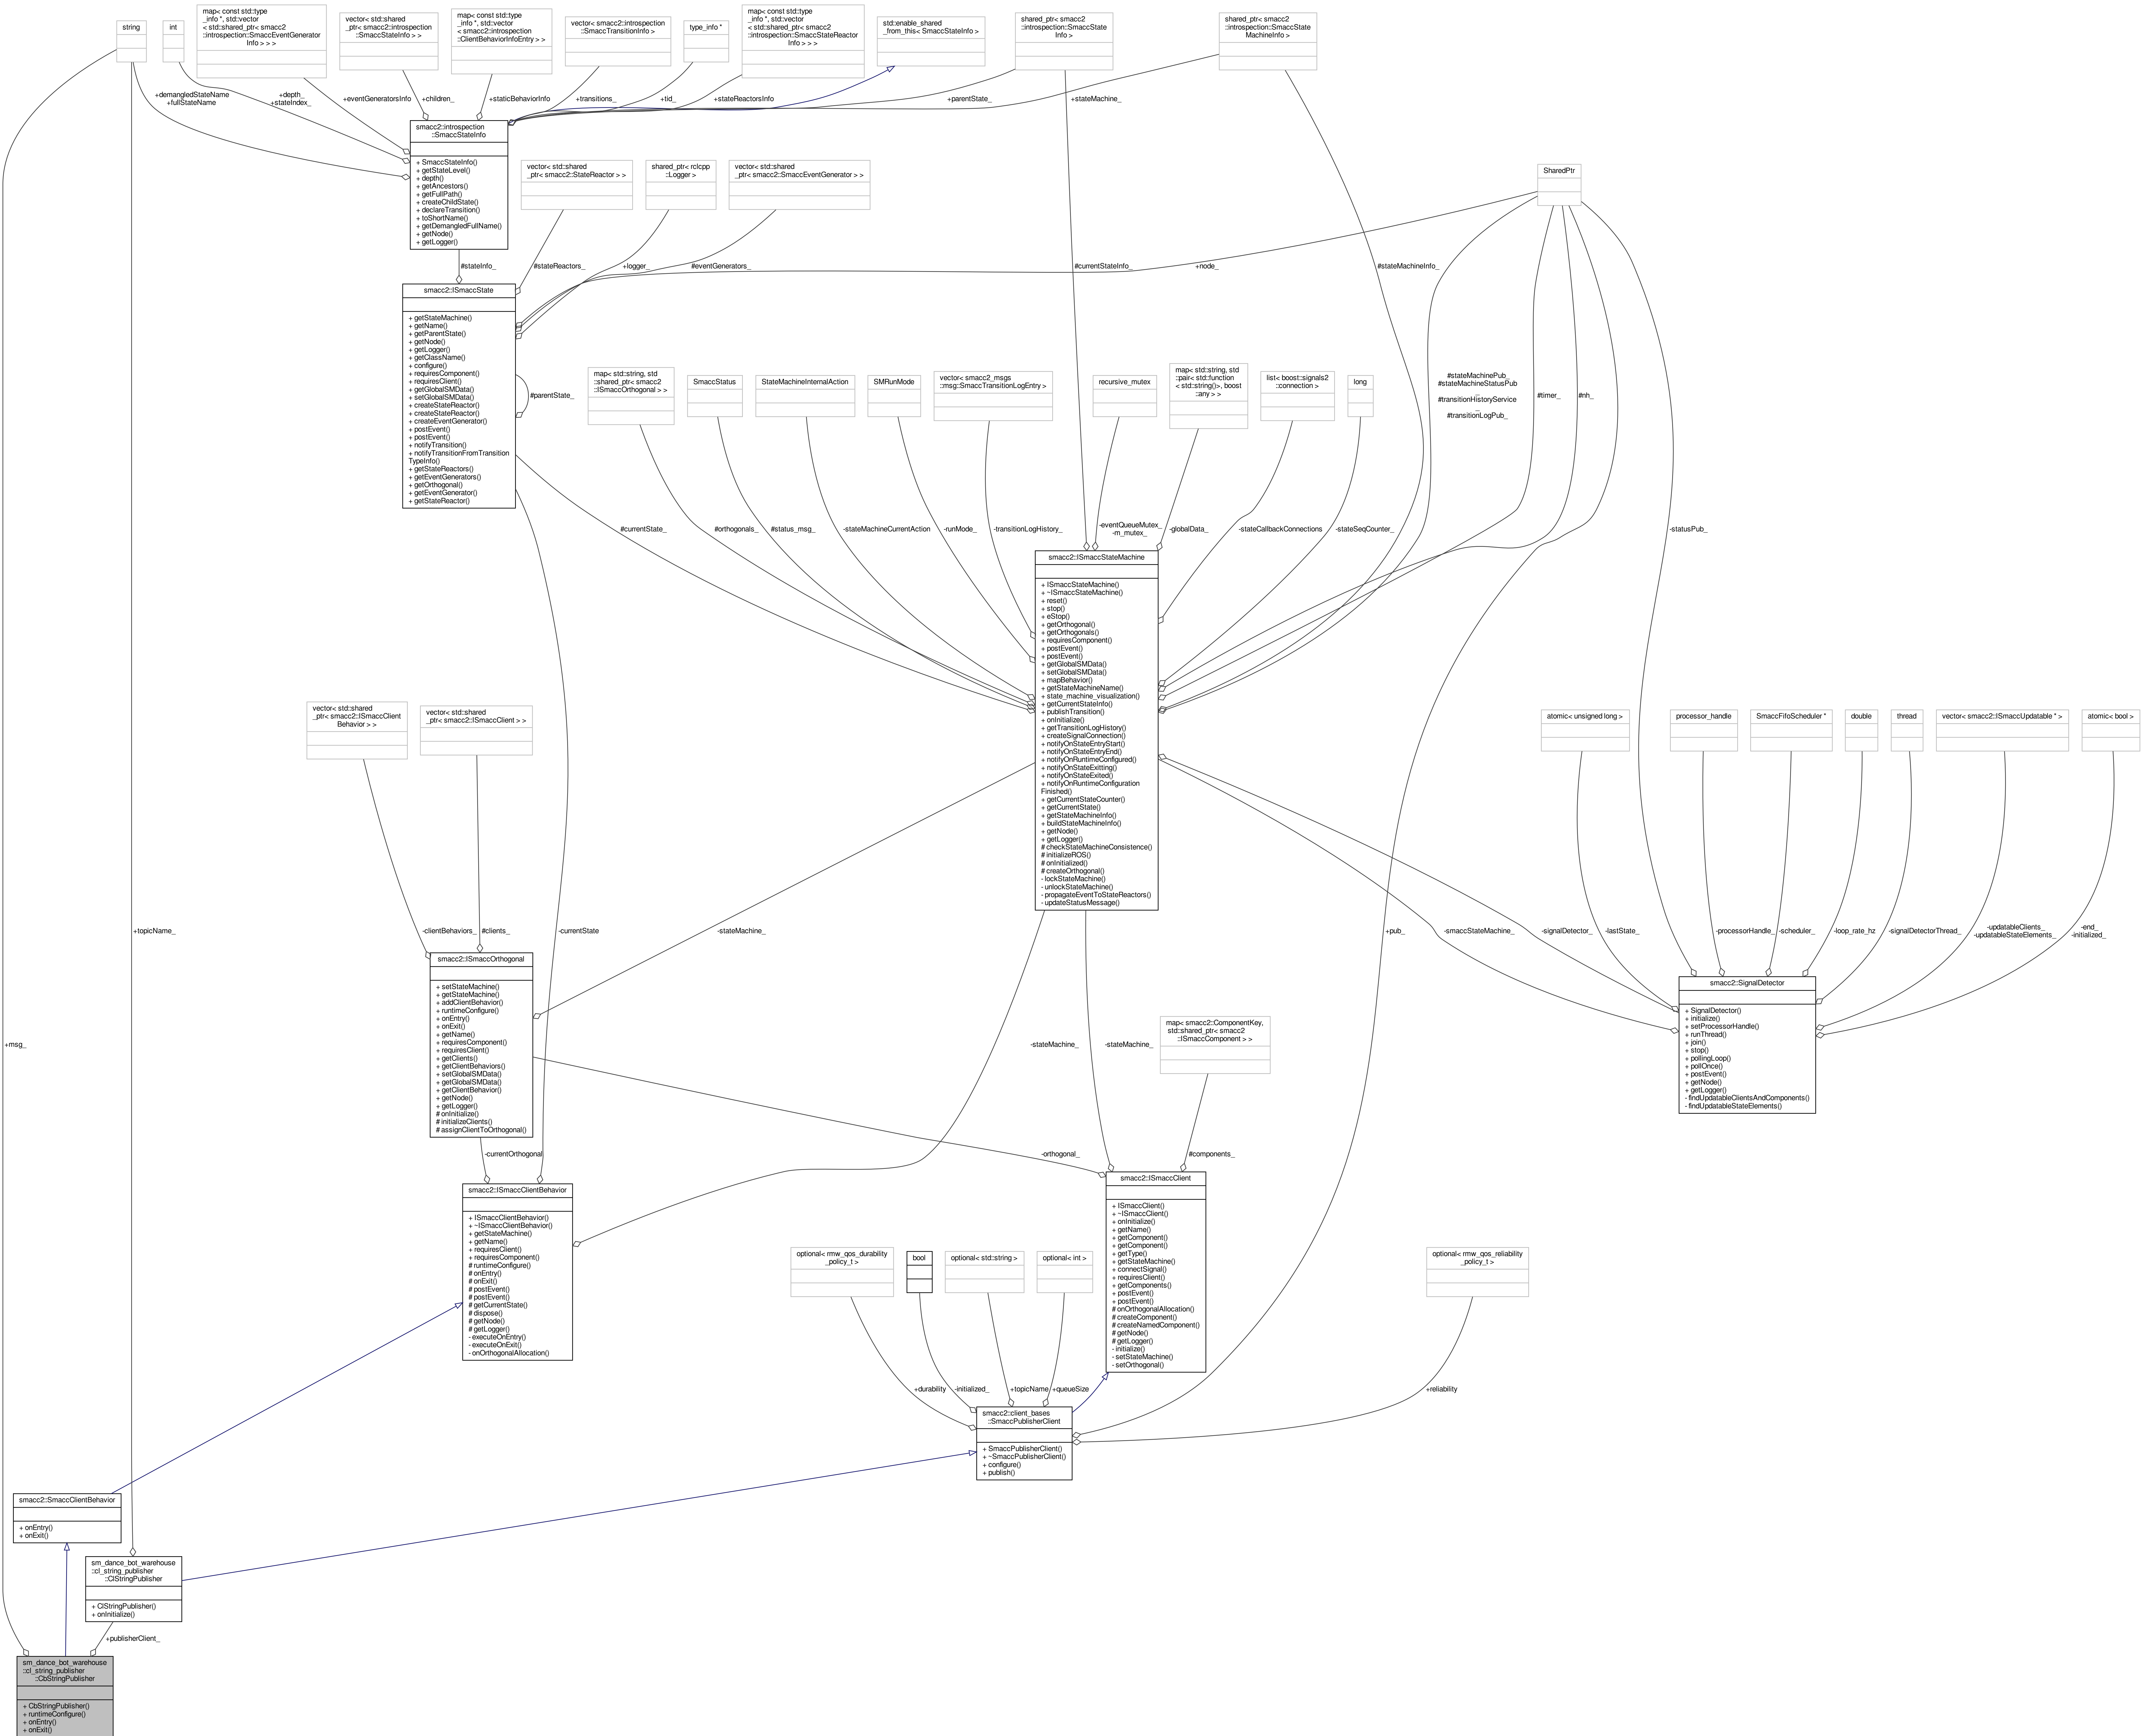 string
int
map< const std::type
_info *, std::vector
< std::shared_ptr< smacc2
::introspection::SmaccEventGenerator
Info > > >
vector< std::shared
_ptr< smacc2::introspection
::SmaccStateInfo > >
map< const std::type
_info *, std::vector
< smacc2::introspection
::ClientBehaviorInfoEntry > >
vector< smacc2::introspection
::SmaccTransitionInfo >
type_info *
map< const std::type
_info *, std::vector
< std::shared_ptr< smacc2
::introspection::SmaccStateReactor
Info > > >
std::enable_shared
_from_this< SmaccStateInfo >
shared_ptr< smacc2
::introspection::SmaccState
Info >
shared_ptr< smacc2
::introspection::SmaccState
MachineInfo >
+demangledStateName
+fullStateName
+depth_
+stateIndex_
+eventGeneratorsInfo
+children_
+staticBehaviorInfo
+transitions_
+tid_
+stateReactorsInfo
+parentState_
+stateMachine_
smacc2::introspection
::SmaccStateInfo
+ SmaccStateInfo()
+ getStateLevel()
+ depth()
+ getAncestors()
+ getFullPath()
+ createChildState()
+ declareTransition()
+ toShortName()
+ getDemangledFullName()
+ getNode()
+ getLogger()
vector< std::shared
_ptr< smacc2::StateReactor > >
shared_ptr< rclcpp
::Logger >
vector< std::shared
_ptr< smacc2::SmaccEventGenerator > >
SharedPtr
#stateInfo_
#stateReactors_
+logger_
#eventGenerators_
#currentStateInfo_
+node_
#stateMachineInfo_
smacc2::ISmaccState
+ getStateMachine()
+ getName()
+ getParentState()
+ getNode()
+ getLogger()
+ getClassName()
+ configure()
+ requiresComponent()
+ requiresClient()
+ getGlobalSMData()
+ setGlobalSMData()
+ createStateReactor()
+ createStateReactor()
+ createEventGenerator()
+ postEvent()
+ postEvent()
+ notifyTransition()
+ notifyTransitionFromTransition
TypeInfo()
+ getStateReactors()
+ getEventGenerators()
+ getOrthogonal()
+ getEventGenerator()
+ getStateReactor()
#parentState_
map< std::string, std
::shared_ptr< smacc2
::ISmaccOrthogonal > >
SmaccStatus
StateMachineInternalAction
SMRunMode
vector< smacc2_msgs
::msg::SmaccTransitionLogEntry >
recursive_mutex
map< std::string, std
::pair< std::function
< std::string()>, boost
::any > >
list< boost::signals2
::connection >
long
#stateMachinePub_
#stateMachineStatusPub
_
#transitionHistoryService
_
#transitionLogPub_
#timer_
#nh_
#currentState_
#orthogonals_
#status_msg_
-stateMachineCurrentAction
-runMode_
-transitionLogHistory_
-eventQueueMutex_
-m_mutex_
-globalData_
-stateCallbackConnections
-stateSeqCounter_
-statusPub_
smacc2::ISmaccStateMachine
+ ISmaccStateMachine()
+ ~ISmaccStateMachine()
+ reset()
+ stop()
+ eStop()
+ getOrthogonal()
+ getOrthogonals()
+ requiresComponent()
+ postEvent()
+ postEvent()
+ getGlobalSMData()
+ setGlobalSMData()
+ mapBehavior()
+ getStateMachineName()
+ state_machine_visualization()
+ getCurrentStateInfo()
+ publishTransition()
+ onInitialize()
+ getTransitionLogHistory()
+ createSignalConnection()
+ notifyOnStateEntryStart()
+ notifyOnStateEntryEnd()
+ notifyOnRuntimeConfigured()
+ notifyOnStateExitting()
+ notifyOnStateExited()
+ notifyOnRuntimeConfiguration
Finished()
+ getCurrentStateCounter()
+ getCurrentState()
+ getStateMachineInfo()
+ buildStateMachineInfo()
+ getNode()
+ getLogger()
# checkStateMachineConsistence()
# initializeROS()
# onInitialized()
# createOrthogonal()
- lockStateMachine()
- unlockStateMachine()
- propagateEventToStateReactors()
- updateStatusMessage()
vector< std::shared
_ptr< smacc2::ISmaccClient
Behavior > >
vector< std::shared
_ptr< smacc2::ISmaccClient > >
atomic< unsigned long >
processor_handle
SmaccFifoScheduler *
double
thread
vector< smacc2::ISmaccUpdatable * >
atomic< bool >
+topicName_
-clientBehaviors_
#clients_
-currentState
-stateMachine_
+pub_
-smaccStateMachine_
-signalDetector_
-lastState_
-processorHandle_
-scheduler_
-loop_rate_hz
-signalDetectorThread_
-updatableClients_
-updatableStateElements_
-end_
-initialized_
smacc2::ISmaccOrthogonal
+ setStateMachine()
+ getStateMachine()
+ addClientBehavior()
+ runtimeConfigure()
+ onEntry()
+ onExit()
+ getName()
+ requiresComponent()
+ requiresClient()
+ getClients()
+ getClientBehaviors()
+ setGlobalSMData()
+ getGlobalSMData()
+ getClientBehavior()
+ getNode()
+ getLogger()
# onInitialize()
# initializeClients()
# assignClientToOrthogonal()
smacc2::SignalDetector
+ SignalDetector()
+ initialize()
+ setProcessorHandle()
+ runThread()
+ join()
+ stop()
+ pollingLoop()
+ pollOnce()
+ postEvent()
+ getNode()
+ getLogger()
- findUpdatableClientsAndComponents()
- findUpdatableStateElements()
map< smacc2::ComponentKey,
std::shared_ptr< smacc2
::ISmaccComponent > >
+msg_
-stateMachine_
-stateMachine_
-currentOrthogonal
-orthogonal_
#components_
smacc2::ISmaccClientBehavior
+ ISmaccClientBehavior()
+ ~ISmaccClientBehavior()
+ getStateMachine()
+ getName()
+ requiresClient()
+ requiresComponent()
# runtimeConfigure()
# onEntry()
# onExit()
# postEvent()
# postEvent()
# getCurrentState()
# dispose()
# getNode()
# getLogger()
- executeOnEntry()
- executeOnExit()
- onOrthogonalAllocation()
smacc2::ISmaccClient
+ ISmaccClient()
+ ~ISmaccClient()
+ onInitialize()
+ getName()
+ getComponent()
+ getComponent()
+ getType()
+ getStateMachine()
+ connectSignal()
+ requiresClient()
+ getComponents()
+ postEvent()
+ postEvent()
# onOrthogonalAllocation()
# createComponent()
# createNamedComponent()
# getNode()
# getLogger()
- initialize()
- setStateMachine()
- setOrthogonal()
optional< rmw_qos_durability
_policy_t >
bool
optional< std::string >
optional< int >
optional< rmw_qos_reliability
_policy_t >
+durability
-initialized_
+topicName
+queueSize
+reliability
smacc2::client_bases
::SmaccPublisherClient
+ SmaccPublisherClient()
+ ~SmaccPublisherClient()
+ configure()
+ publish()
smacc2::SmaccClientBehavior
+ onEntry()
+ onExit()
sm_dance_bot_warehouse
::cl_string_publisher
::ClStringPublisher
+ ClStringPublisher()
+ onInitialize()
+publisherClient_
sm_dance_bot_warehouse
::cl_string_publisher
::CbStringPublisher
+ CbStringPublisher()
+ runtimeConfigure()
+ onEntry()
+ onExit()